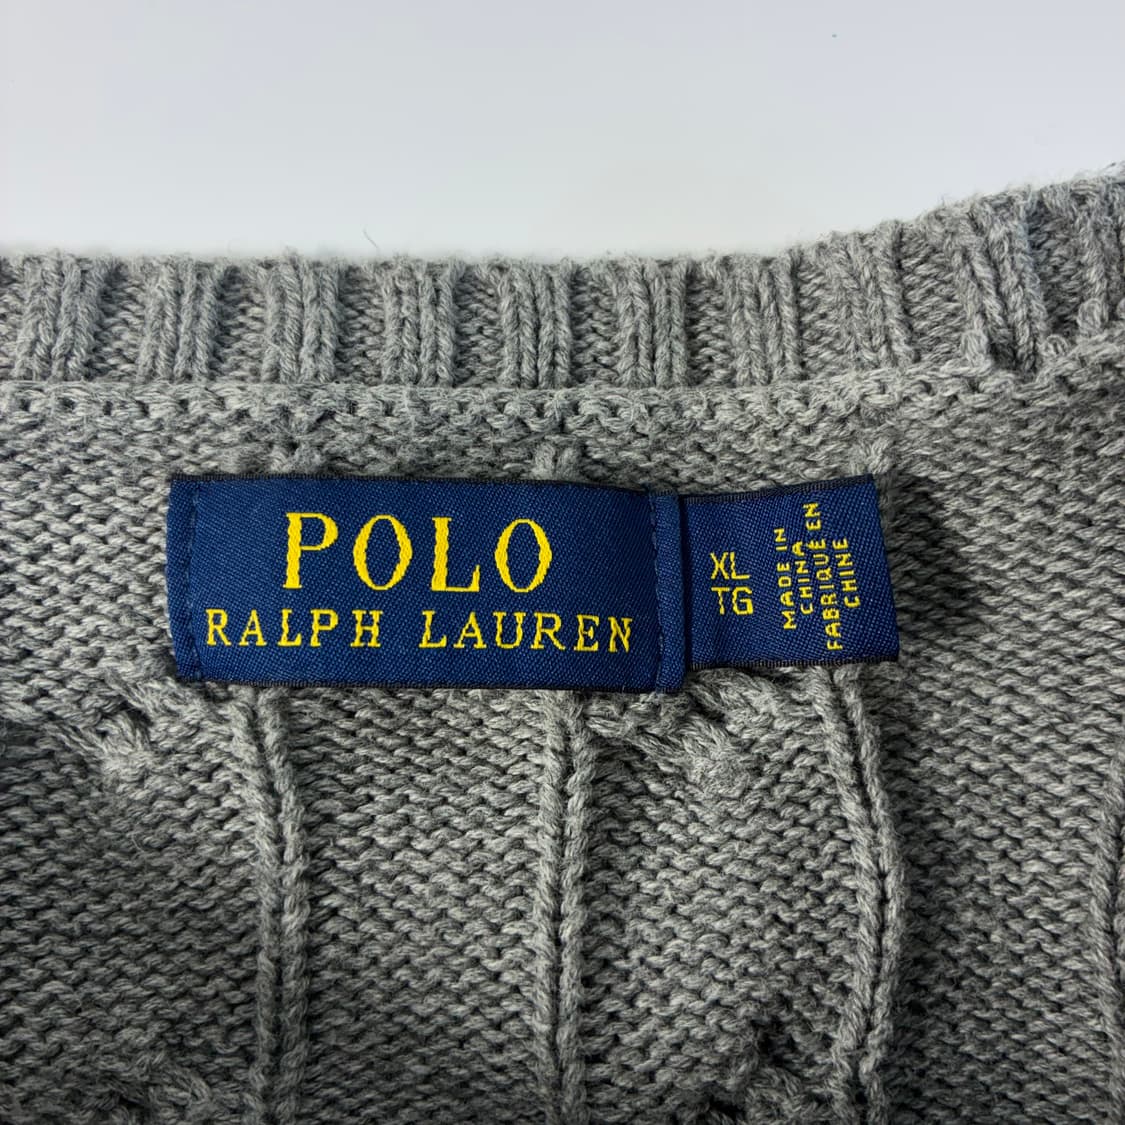 POLO
RALPH LAUREN
XL
TG
MADE IN
CHINA
FABRIQUÉ EN
CHINE